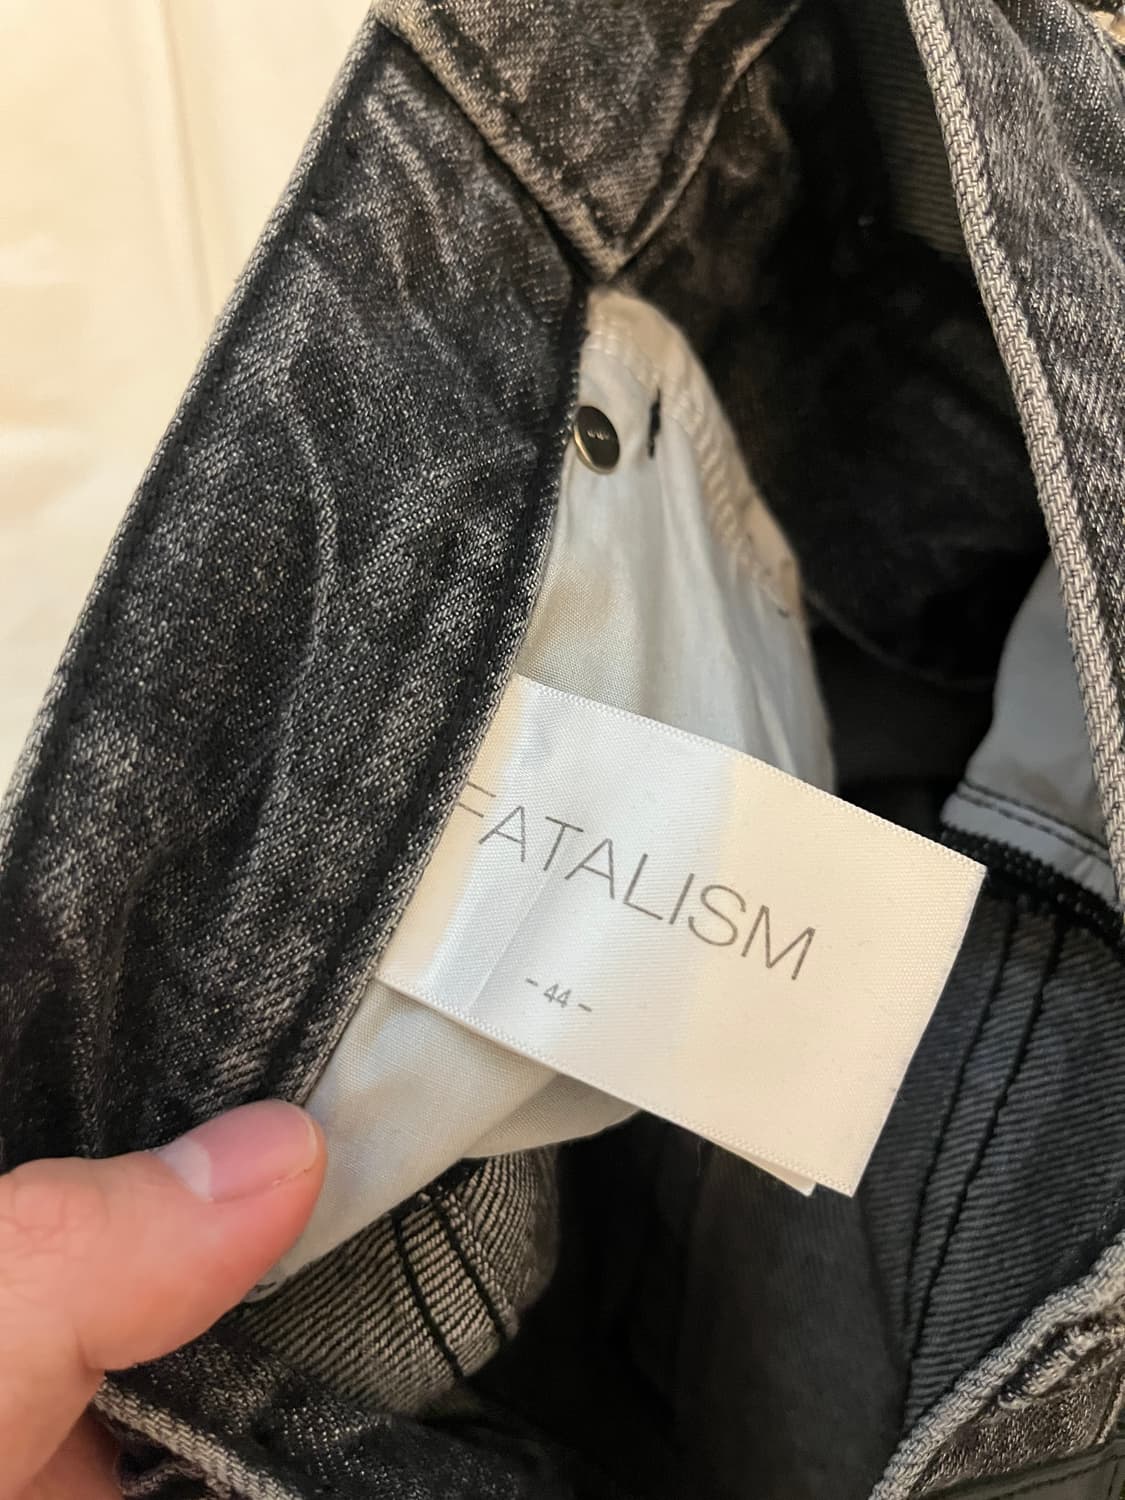 FATALISM
- 44 -